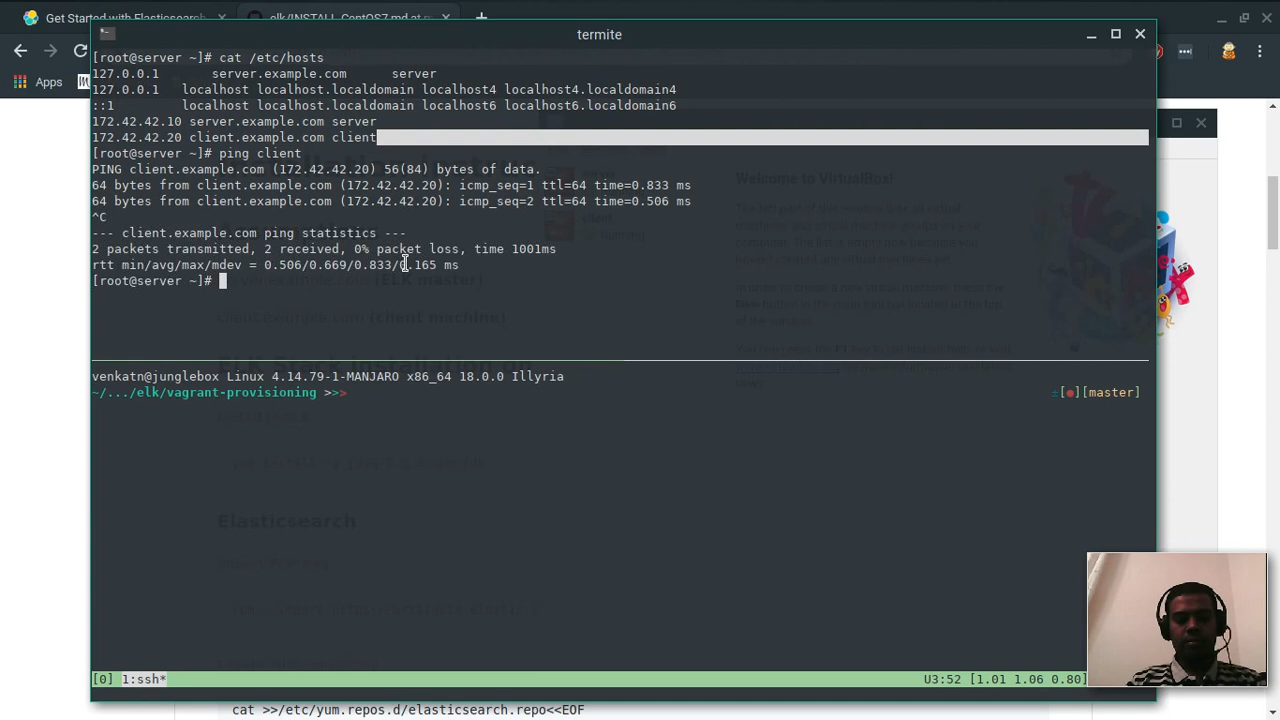 Get Started with Elasticsearch
elk/INSTALL_CentOS7.md at
termite
Apps
[root@server ~]# cat /etc/hosts
127.0.0.1 server.example.com server
127.0.0.1 localhost localhost.localdomain localhost4 localhost4.localdomain4
::1 localhost localhost.localdomain localhost6 localhost6.localdomain6
172.42.42.10 server.example.com server
172.42.42.20 client.example.com client
[root@server ~]# ping client
PING client.example.com (172.42.42.20) 56(84) bytes of data.
64 bytes from client.example.com (172.42.42.20): icmp_seq=1 ttl=64 time=0.833 ms
64 bytes from client.example.com (172.42.42.20): icmp_seq=2 ttl=64 time=0.506 ms
^C
--- client.example.com ping statistics ---
2 packets transmitted, 2 received, 0% packet loss, time 1001ms
rtt min/avg/max/mdev = 0.506/0.669/0.833/0.165 ms
[root@server ~]#
Welcome to VirtualBox!
(ELK master)
(client machine)
ELK Stack installation o
venkatn@junglebox Linux 4.14.79-1-MANJARO x86_64 18.0.0 Illyria
~/.../elk/vagrant-provisioning >>> ±[●][master]
Elasticsearch
[0] 1:ssh* U3:52 [1.01 1.06 0.80]
cat >>/etc/yum.repos.d/elasticsearch.repo<<EOF